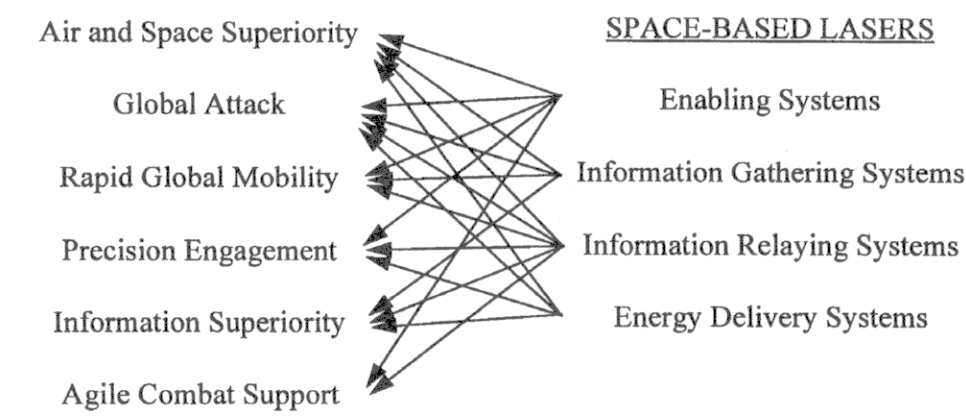 Air and Space Superiority
Global Attack
Rapid Global Mobility
Precision Engagement
Information Superiority
Agile Combat Support
SPACE-BASED LASERS
Enabling Systems
Information Gathering Systems
Information Relaying Systems
Energy Delivery Systems